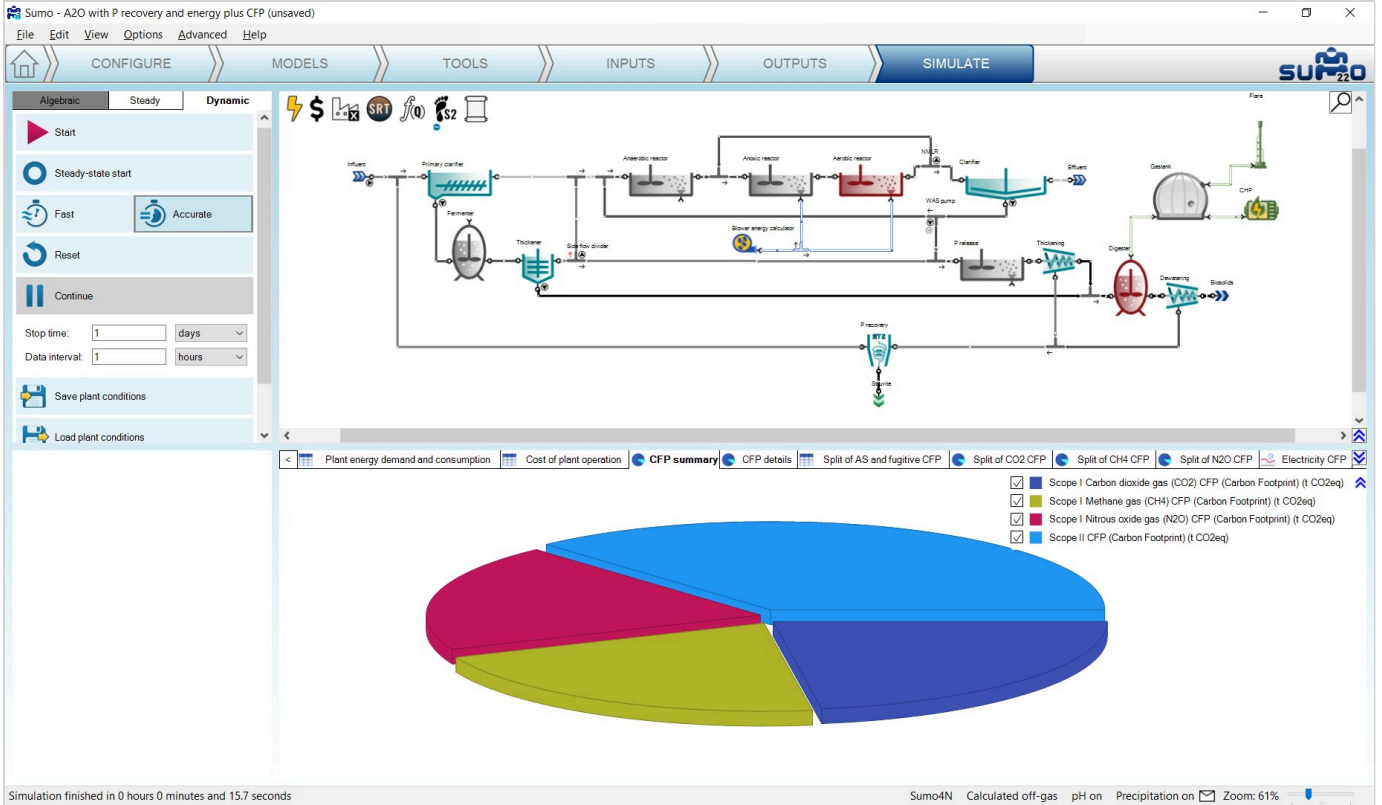 Sumo - A2O with P recovery and energy plus CFP (unsaved)
File Edit View Options Advanced Help
CONFIGURE MODELS TOOLS INPUTS OUTPUTS SIMULATE
SUMO 22
Algebraic Steady Dynamic
Start
Steady-state start
Fast Accurate
Reset
Continue
Stop time: 1 days
Data interval: 1 hours
Save plant conditions
Load plant conditions
$ x SRT f(Q) S2
Flare
Influent
Primary clarifier
Anaerobic reactor
Anoxic reactor
Aerobic reactor
NMLR
Clarifier
Effluent
Gastank
CHP
Fermenter
WAS pump
Blower energy calculator
Thickener
Side flow divider
P release
Thickening
Digester
Dewatering
Biosolids
P recovery
Struvite
< Plant energy demand and consumption Cost of plant operation CFP summary CFP details Split of AS and fugitive CFP Split of CO2 CFP Split of CH4 CFP Split of N2O CFP Electricity CFP
Scope I Carbon dioxide gas (CO2) CFP (Carbon Footprint) (t CO2eq)
Scope I Methane gas (CH4) CFP (Carbon Footprint) (t CO2eq)
Scope I Nitrous oxide gas (N2O) CFP (Carbon Footprint) (t CO2eq)
Scope II CFP (Carbon Footprint) (t CO2eq)
Simulation finished in 0 hours 0 minutes and 15.7 seconds
Sumo4N Calculated off-gas pH on Precipitation on Zoom: 61%